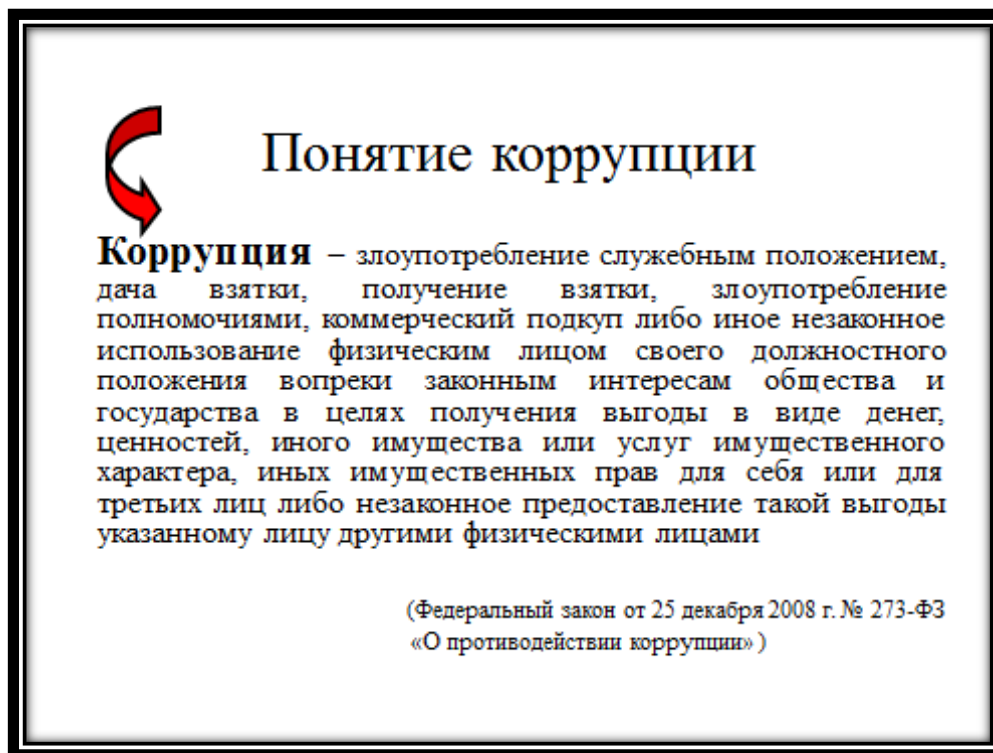 Понятие коррупции
Коррупция – злоупотребление служебным положением,
дача взятки, получение взятки, злоупотребление
полномочиями, коммерческий подкуп либо иное незаконное
использование физическим лицом своего должностного
положения вопреки законным интересам общества и
государства в целях получения выгоды в виде денег,
ценностей, иного имущества или услуг имущественного
характера, иных имущественных прав для себя или для
третьих лиц либо незаконное предоставление такой выгоды
указанному лицу другими физическими лицами
(Федеральный закон от 25 декабря 2008 г. № 273-ФЗ
«О противодействии коррупции» )